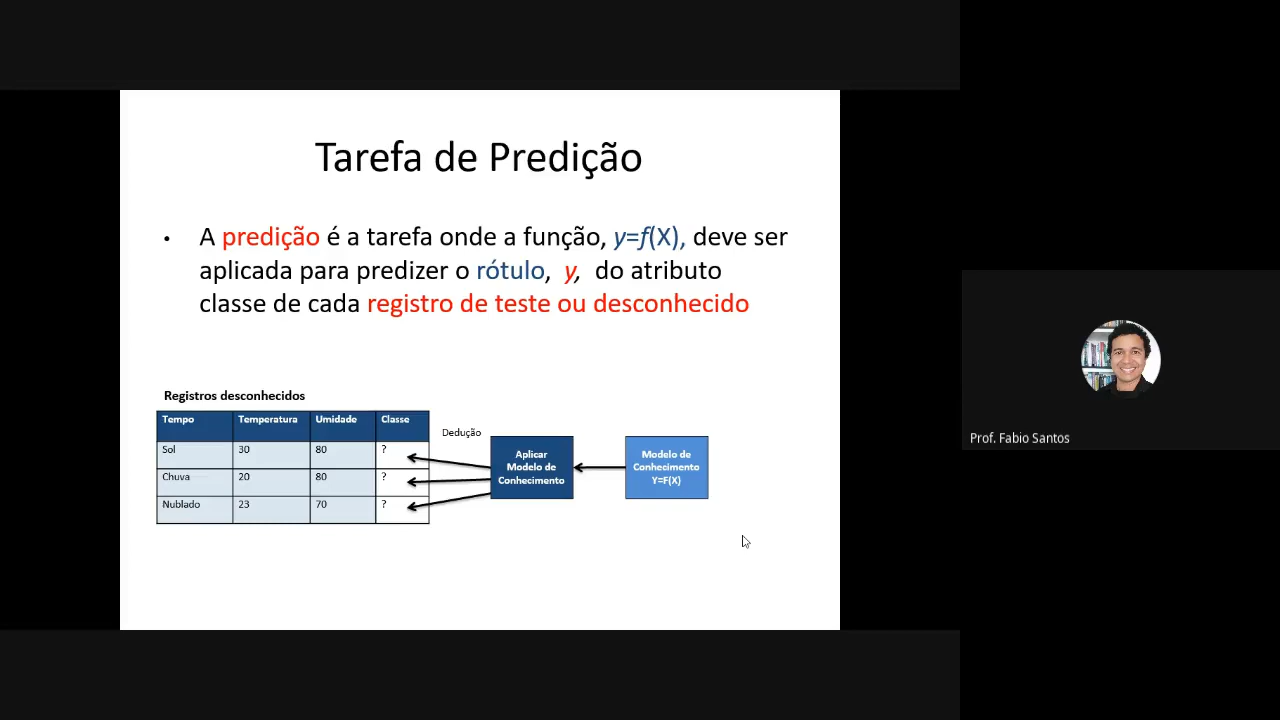 Tarefa de Predição
• A predição é a tarefa onde a função, y=f(X), deve ser
aplicada para predizer o rótulo, y, do atributo
classe de cada registro de teste ou desconhecido
Registros desconhecidos
Tempo Temperatura Umidade Classe
Sol 30 80 ?
Chuva 20 80 ?
Nublado 23 70 ?
Dedução
Aplicar
Modelo de
Conhecimento
Modelo de
Conhecimento
Y=F(X)
Prof. Fabio Santos